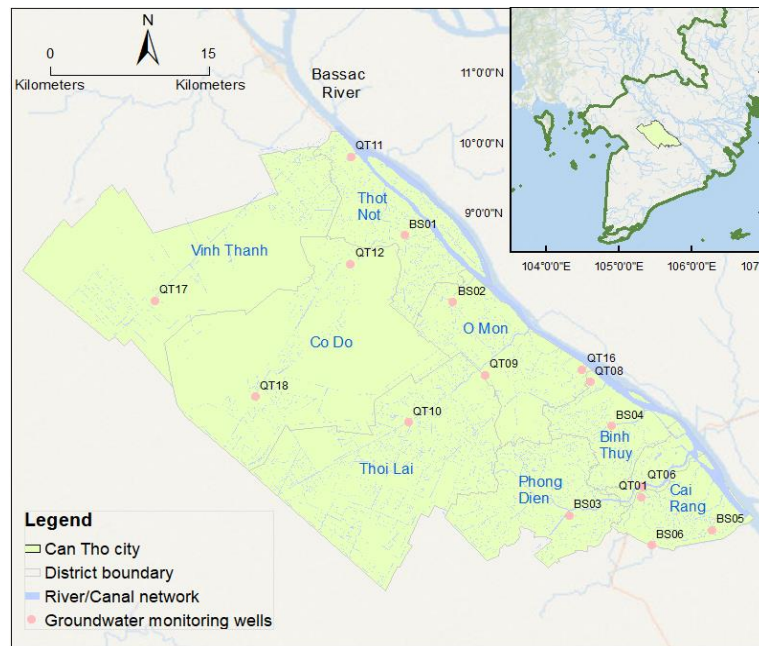 N
0 15
Kilometers Kilometers
Bassac
River
11°0'0"N
10°0'0"N
9°0'0"N
104°0'0"E 105°0'0"E 106°0'0"E 107
QT11
Thot
Not
BS01
Vinh Thanh
QT12
QT17
BS02
O Mon
Co Do
QT09
QT16
QT08
QT18
QT10
BS04
Binh
Thuy
Thoi Lai
Phong
Dien
QT06
QT01
Cai
Rang
BS03
BS05
BS06
Legend
Can Tho city
District boundary
River/Canal network
Groundwater monitoring wells